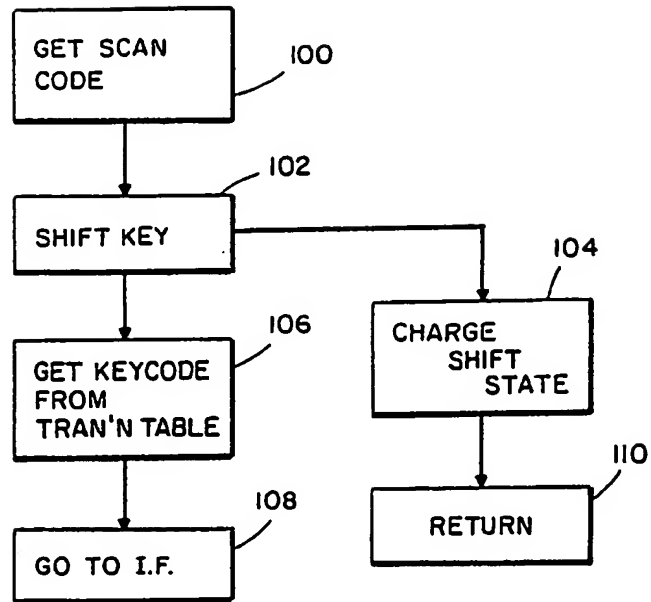 GET SCAN
CODE
100
102
SHIFT KEY
104
CHARGE
SHIFT
STATE
106
GET KEYCODE
FROM
TRAN'N TABLE
110
RETURN
108
GO TO I.F.